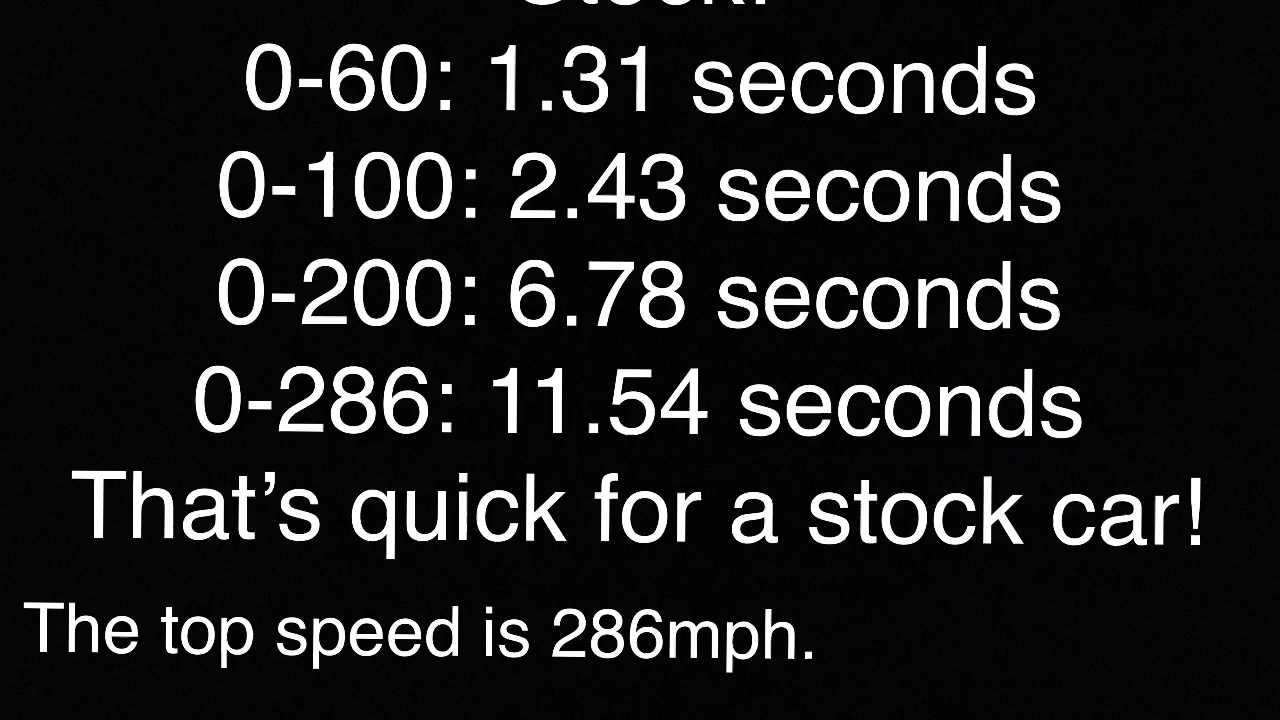 Stock:
0-60: 1.31 seconds
0-100: 2.43 seconds
0-200: 6.78 seconds
0-286: 11.54 seconds
That’s quick for a stock car!
The top speed is 286mph.